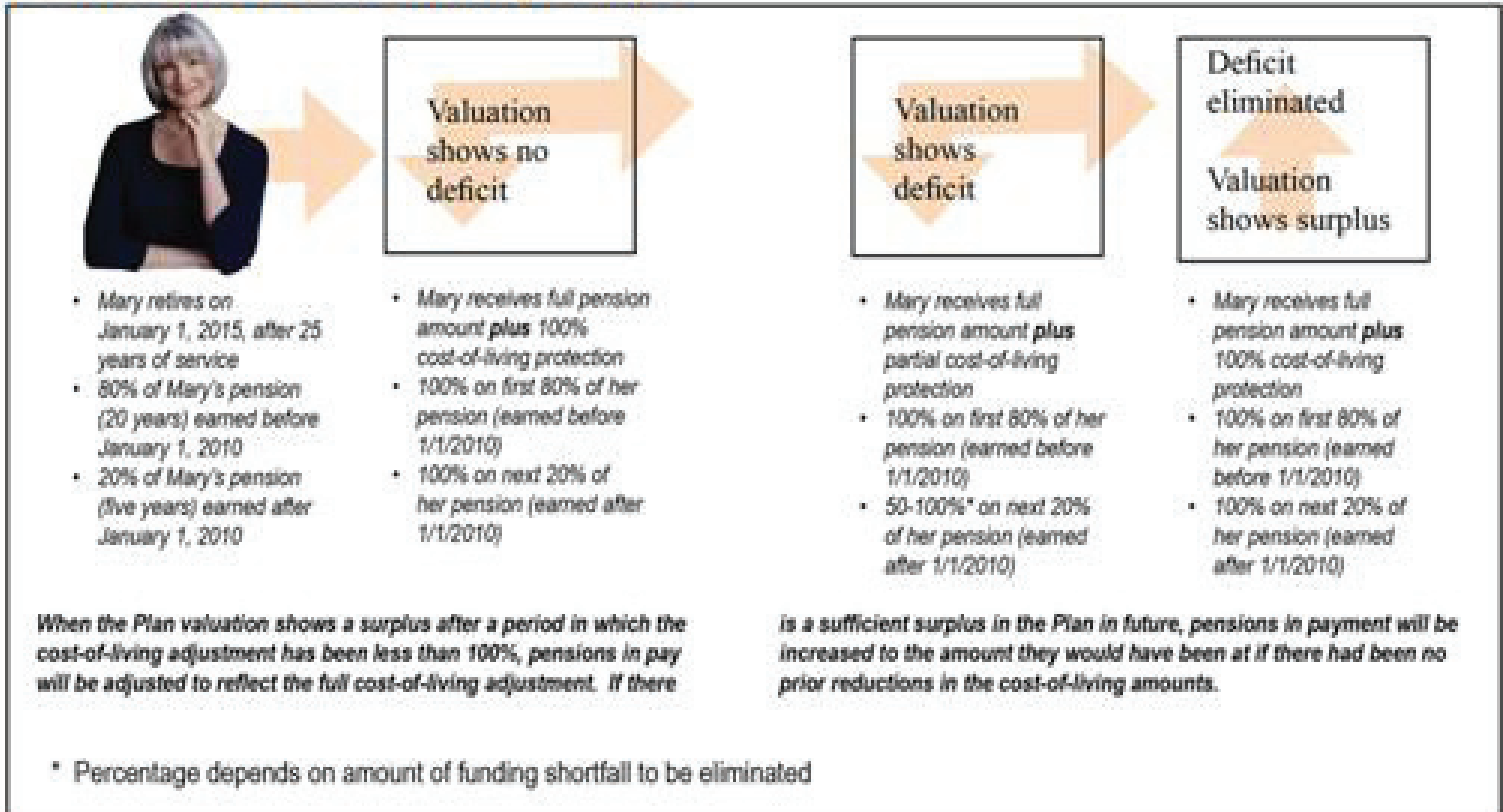 Valuation
shows no
deficit
Valuation
shows
deficit
Deficit
eliminated
Valuation
shows surplus
• Mary retires on
January 1, 2015, after 25
years of service
• 80% of Mary's pension
(20 years) earned before
January 1, 2010
• 20% of Mary's pension
(five years) earned after
January 1, 2010
• Mary receives full pension
amount plus 100%
cost-of-living protection
• 100% on first 80% of her
pension (earned before
1/1/2010)
• 100% on next 20% of
her pension (earned after
1/1/2010)
• Mary receives full
pension amount plus
partial cost-of-living
protection
• 100% on first 80% of her
pension (earned before
1/1/2010)
• 50-100%* on next 20%
of her pension (earned
after 1/1/2010)
• Mary receives full
pension amount plus
100% cost-of-living
protection
• 100% on first 80% of
her pension (earned
before 1/1/2010)
• 100% on next 20% of
her pension (earned
after 1/1/2010)
When the Plan valuation shows a surplus after a period in which the
cost-of-living adjustment has been less than 100%, pensions in pay
will be adjusted to reflect the full cost-of-living adjustment. If there
is a sufficient surplus in the Plan in future, pensions in payment will be
increased to the amount they would have been at if there had been no
prior reductions in the cost-of-living amounts.
* Percentage depends on amount of funding shortfall to be eliminated